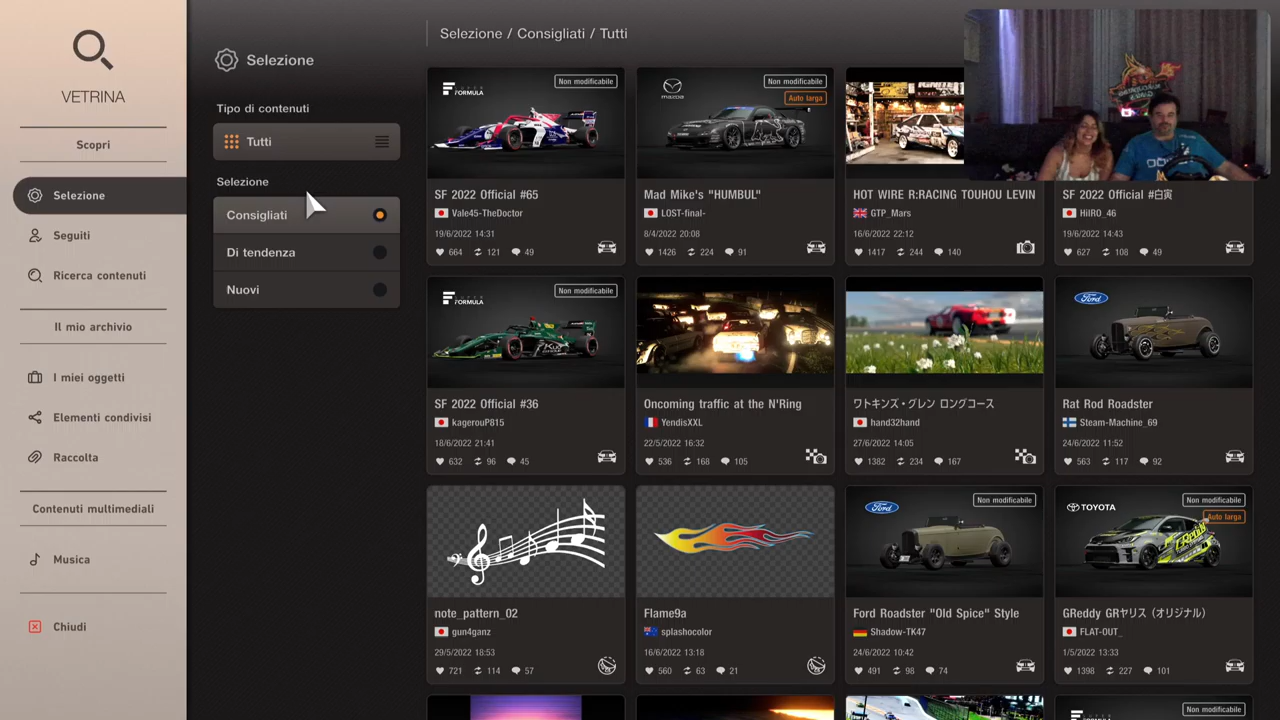 VETRINA
Scopri
Selezione
Seguiti
Ricerca contenuti
Il mio archivio
I miei oggetti
Elementi condivisi
Raccolta
Contenuti multimediali
Musica
Chiudi
Selezione
Tipo di contenuti
Tutti
Selezione
Consigliati
Di tendenza
Nuovi
Selezione / Consigliati / Tutti
Non modificabile
SF 2022 Official #65
Vale45-TheDoctor
19/6/2022 14:31
664 121 49
mazda
Non modificabile
Auto larga
Mad Mike's "HUMBUL"
LOST-final-
8/4/2022 20:08
1426 224 91
HOT WIRE R:RACING TOUHOU LEVIN
GTP_Mars
16/6/2022 22:12
1417 244 140
SF 2022 Official #白寅
HilRO_46
19/6/2022 14:43
627 108 49
Non modificabile
SF 2022 Official #36
kagerouP815
18/6/2022 21:41
632 96 45
Oncoming traffic at the N'Ring
YendisXXL
22/5/2022 16:32
536 168 105
ワトキンズ・グレン ロングコース
hand32hand
27/6/2022 14:05
1382 234 167
Ford
Rat Rod Roadster
Steam-Machine_69
24/6/2022 11:52
563 117 92
note_pattern_02
gun4ganz
29/5/2022 18:53
721 114 57
Flame9a
splashocolor
16/6/2022 13:18
560 63 21
Ford
Non modificabile
Ford Roadster "Old Spice" Style
Shadow-TK47
24/6/2022 10:42
491 98 74
TOYOTA
Non modificabile
Auto larga
GReddy GRヤリス（オリジナル）
FLAT-OUT_
1/5/2022 13:33
1398 227 101
Non modificabile